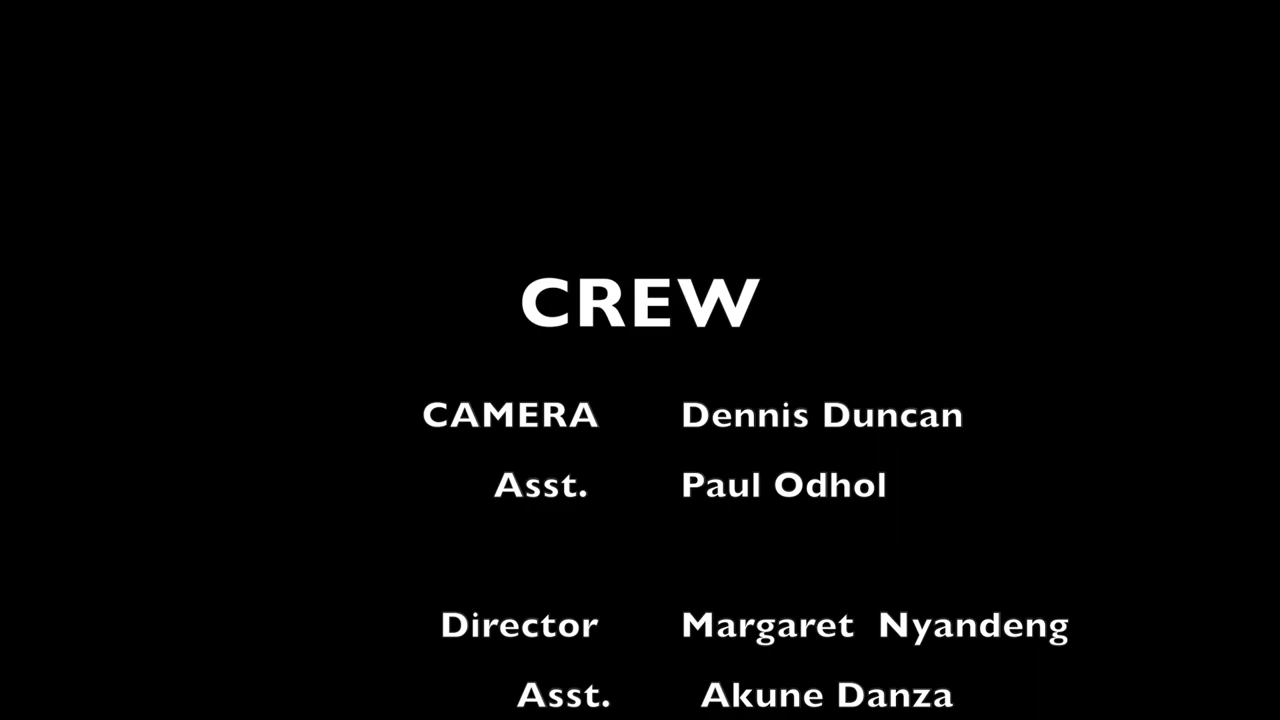 CREW
CAMERA Dennis Duncan
Asst. Paul Odhol
Director Margaret Nyandeng
Asst. Akune Danza